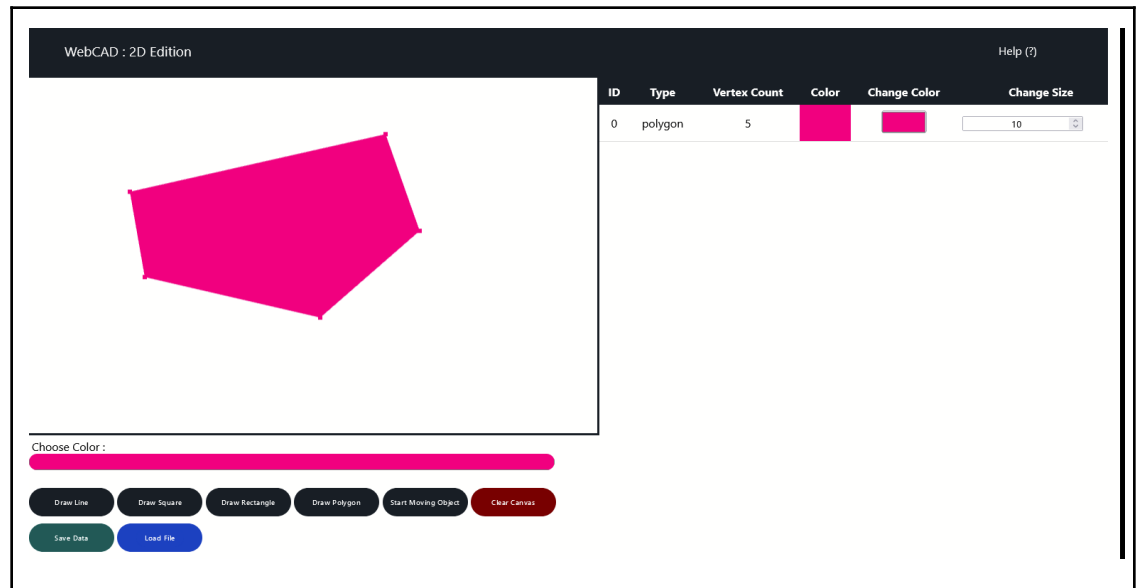 WebCAD : 2D Edition
Help (?)
ID Type Vertex Count Color Change Color Change Size
0 polygon 5 10
Choose Color :
Draw Line Draw Square Draw Rectangle Draw Polygon Start Moving Object Clear Canvas
Save Data Load File